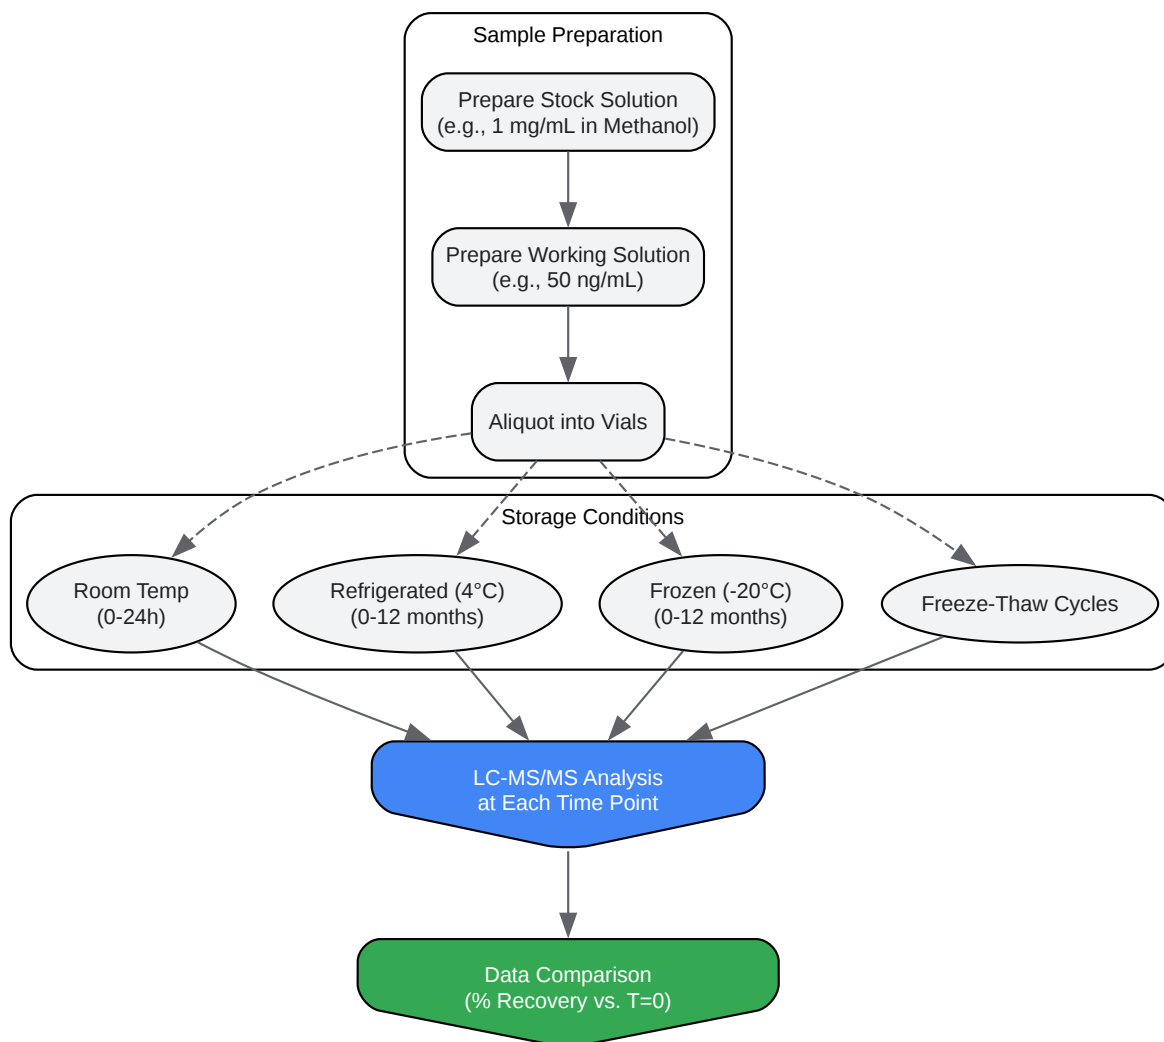 Sample Preparation
Prepare Stock Solution
(e.g., 1 mg/mL in Methanol)
Prepare Working Solution
(e.g., 50 ng/mL)
Aliquot into Vials
Storage Conditions
Room Temp
(0-24h)
Refrigerated (4°C)
(0-12 months)
Frozen (-20°C)
(0-12 months)
Freeze-Thaw Cycles
LC-MS/MS Analysis
at Each Time Point
Data Comparison
(% Recovery vs. T=0)